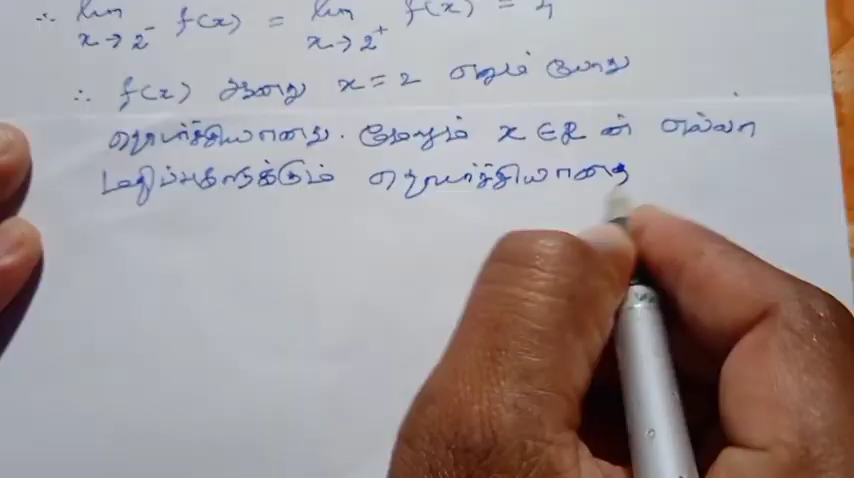 ∴ lim x→2⁻ f(x) = lim x→2⁺ f(x) = 4
∴ f(x) ஆனது x = 2 எனும் போது
தொடர்ச்சியானது. மேலும் x ∈ R ன் எல்லா
மதிப்புகளுக்கும் தொடர்ச்சியானது